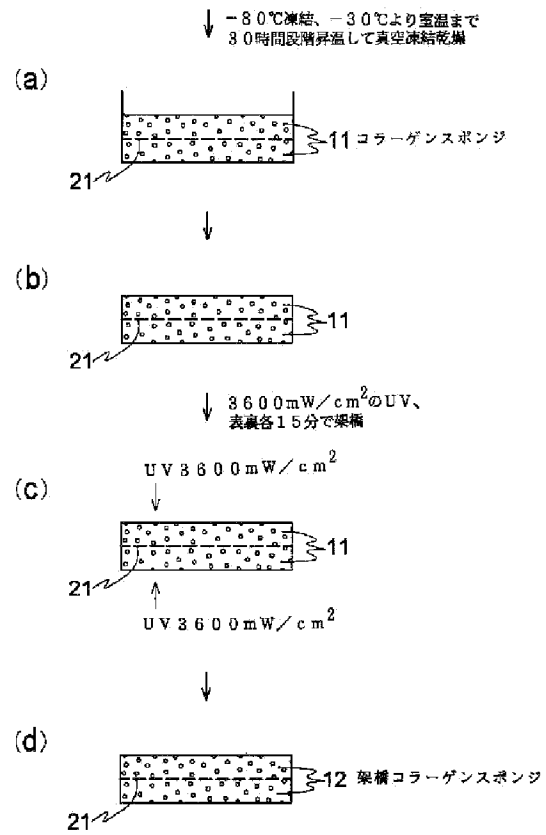 －８０℃凍結、－３０℃より室温まで
３０時間段階昇温して真空凍結乾燥
(a)
11 コラーゲンスポンジ
21
(b)
11
21
３６００mW／cm²のUV、
表裏各１５分で架橋
UV３６００mW／cm²
(c)
11
21
UV３６００mW／cm²
(d)
12 架橋コラーゲンスポンジ
21